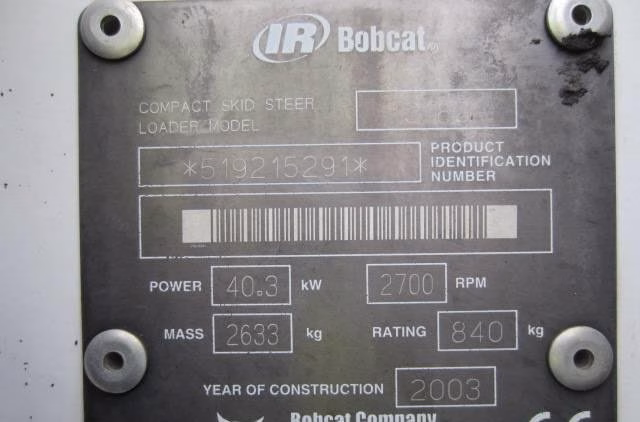 IR Bobcat®
COMPACT SKID STEER
LOADER MODEL
*519215291*
PRODUCT
IDENTIFICATION
NUMBER
POWER 40.3 kW 2700 RPM
MASS 2633 kg RATING 840 kg
YEAR OF CONSTRUCTION 2003
Bobcat Company
CE